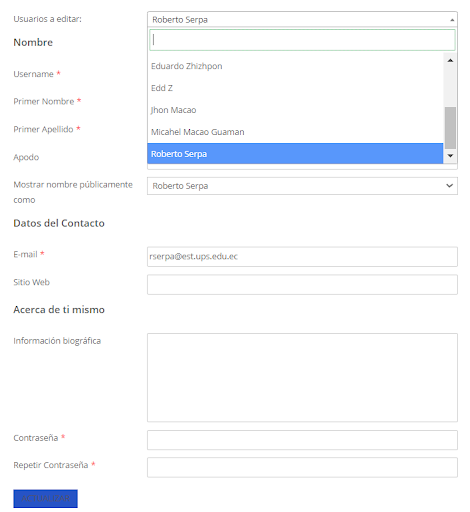 Usuarios a editar:
Roberto Serpa
Nombre
Eduardo Zhizhpon
Username *
Edd Z
Primer Nombre *
Jhon Macao
Primer Apellido *
Micahel Macao Guaman
Apodo
Roberto Serpa
Mostrar nombre públicamente
como
Roberto Serpa
Datos del Contacto
E-mail *
rserpa@est.ups.edu.ec
Sitio Web
Acerca de ti mismo
Información biográfica
Contraseña *
Repetir Contraseña *